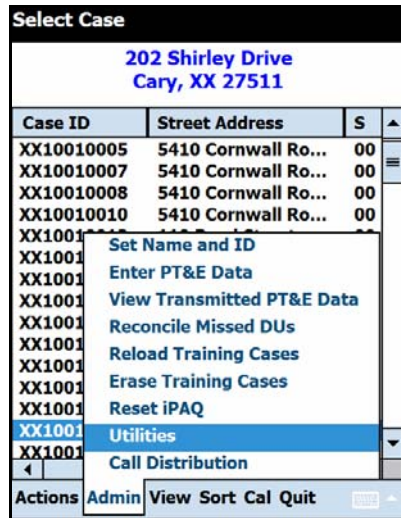 Select Case
202 Shirley Drive
Cary, XX 27511
Case ID Street Address S
XX10010005 5410 Cornwall Ro... 00
XX10010007 5410 Cornwall Ro... 00
XX10010008 5410 Cornwall Ro... 00
XX10010010 5410 Cornwall Ro... 00
XX1001
XX1001
XX1001
XX1001
XX1001
XX1001
XX1001
XX1001
XX1001
XX1001
Set Name and ID
Enter PT&E Data
View Transmitted PT&E Data
Reconcile Missed DUs
Reload Training Cases
Erase Training Cases
Reset iPAQ
Utilities
Call Distribution
Actions Admin View Sort Cal Quit